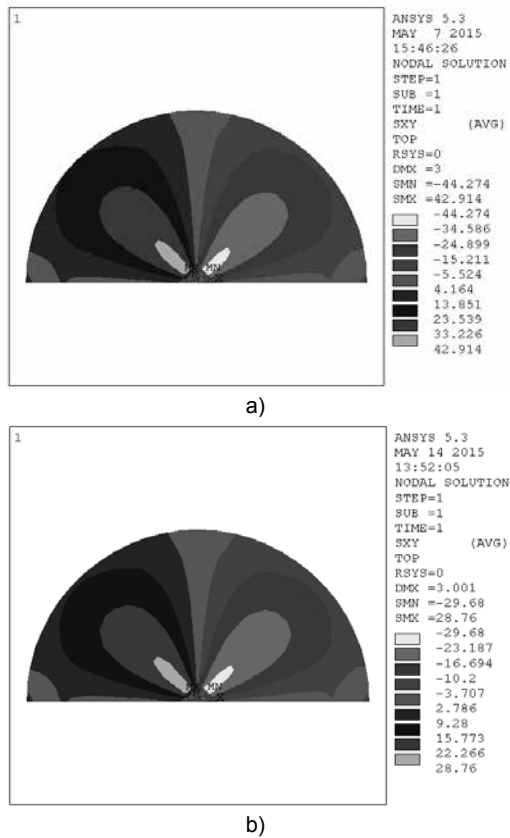 1
ANSYS 5.3
MAY 7 2015
15:46:26
NODAL SOLUTION
STEP=1
SUB =1
TIME=1
SXY (AVG)
TOP
RSYS=0
DMX =3
SMN =-44.274
SMX =42.914
-44.274
-34.586
-24.899
-15.211
-5.524
4.164
13.851
23.539
33.226
42.914
MN
a)
1
ANSYS 5.3
MAY 14 2015
13:52:05
NODAL SOLUTION
STEP=1
SUB =1
TIME=1
SXY (AVG)
TOP
RSYS=0
DMX =3.001
SMN =-29.68
SMX =28.76
-29.68
-23.187
-16.694
-10.2
-3.707
2.786
9.28
15.773
22.266
28.76
MN
b)